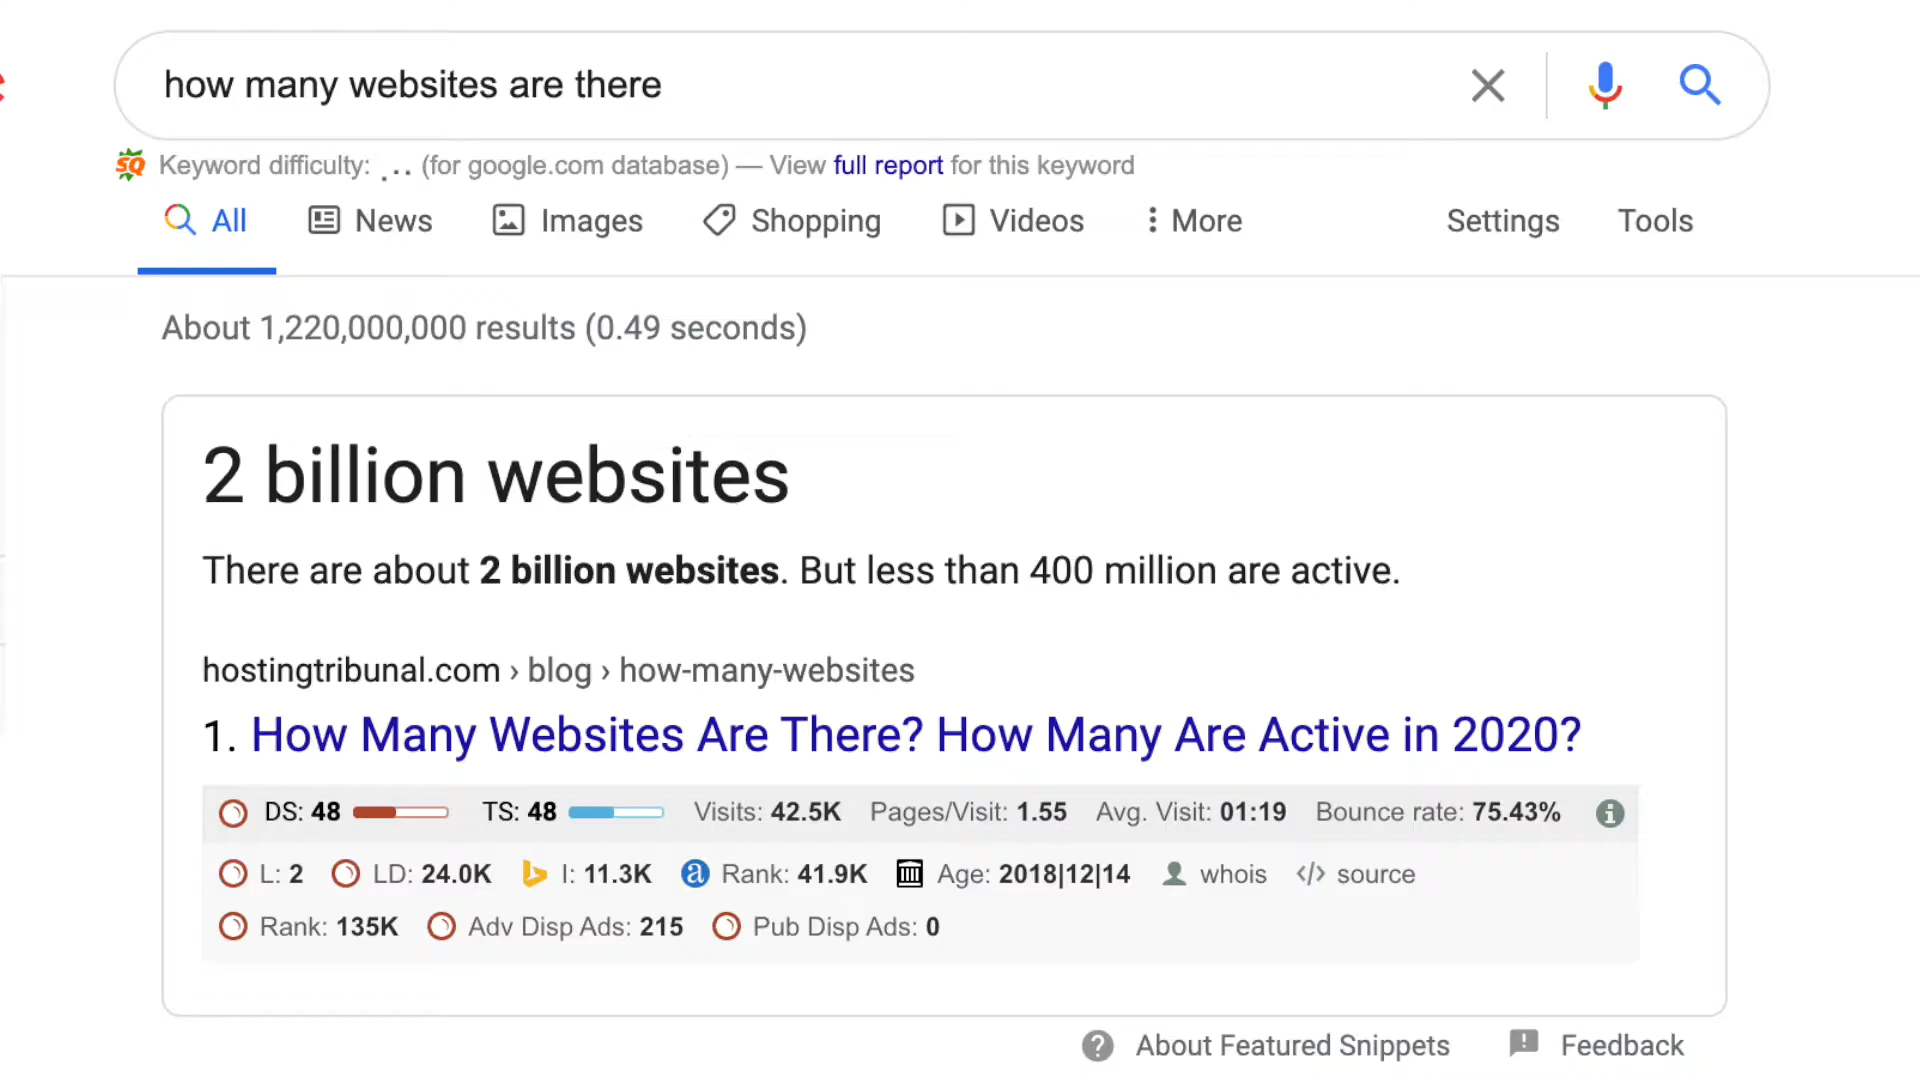 how many websites are there
SQ Keyword difficulty: ... (for google.com database) — View full report for this keyword
All News Images Shopping Videos More Settings Tools
About 1,220,000,000 results (0.49 seconds)
2 billion websites
There are about 2 billion websites. But less than 400 million are active.
hostingtribunal.com › blog › how-many-websites
1. How Many Websites Are There? How Many Are Active in 2020?
DS: 48 TS: 48 Visits: 42.5K Pages/Visit: 1.55 Avg. Visit: 01:19 Bounce rate: 75.43%
L: 2 LD: 24.0K I: 11.3K a Rank: 41.9K Age: 2018|12|14 whois </> source
Rank: 135K Adv Disp Ads: 215 Pub Disp Ads: 0
About Featured Snippets Feedback